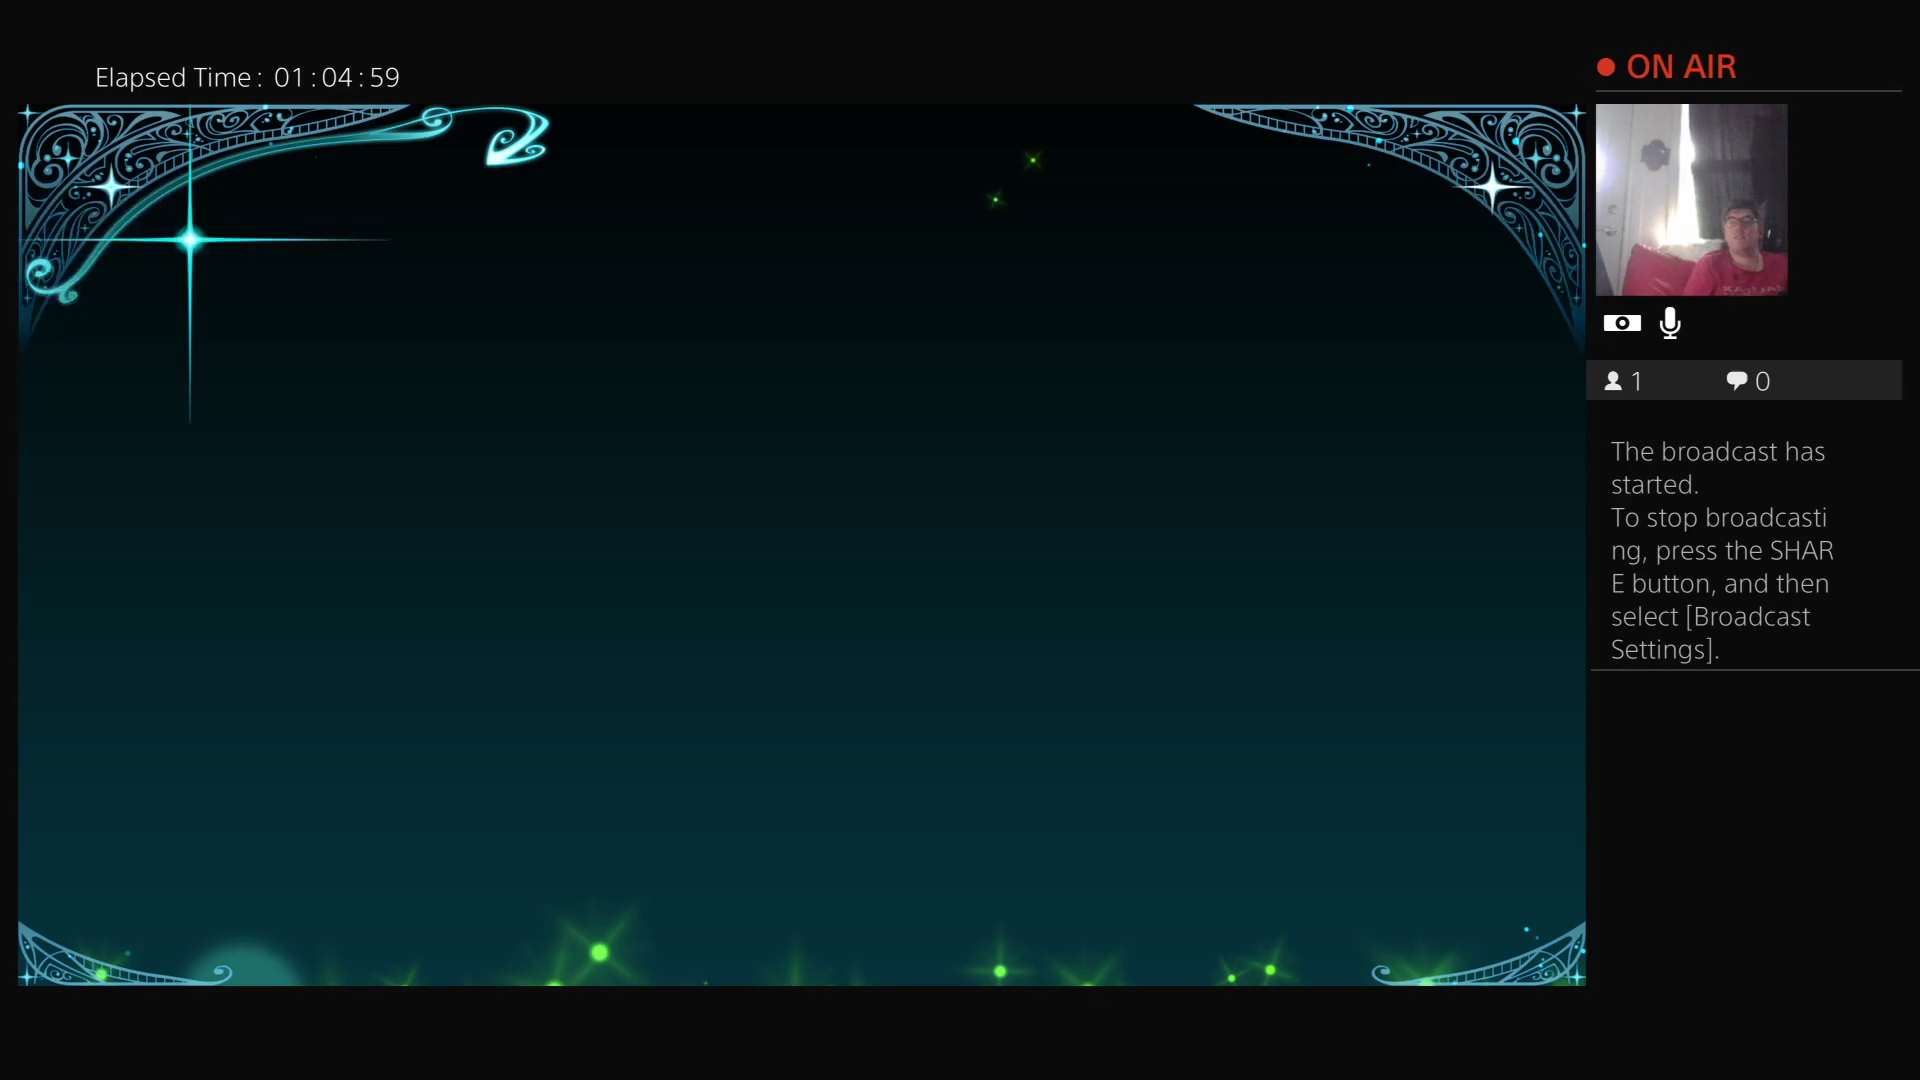 Elapsed Time: 01:04:59
ON AIR
1
0
The broadcast has
started.
To stop broadcasti
ng, press the SHAR
E button, and then
select [Broadcast
Settings].